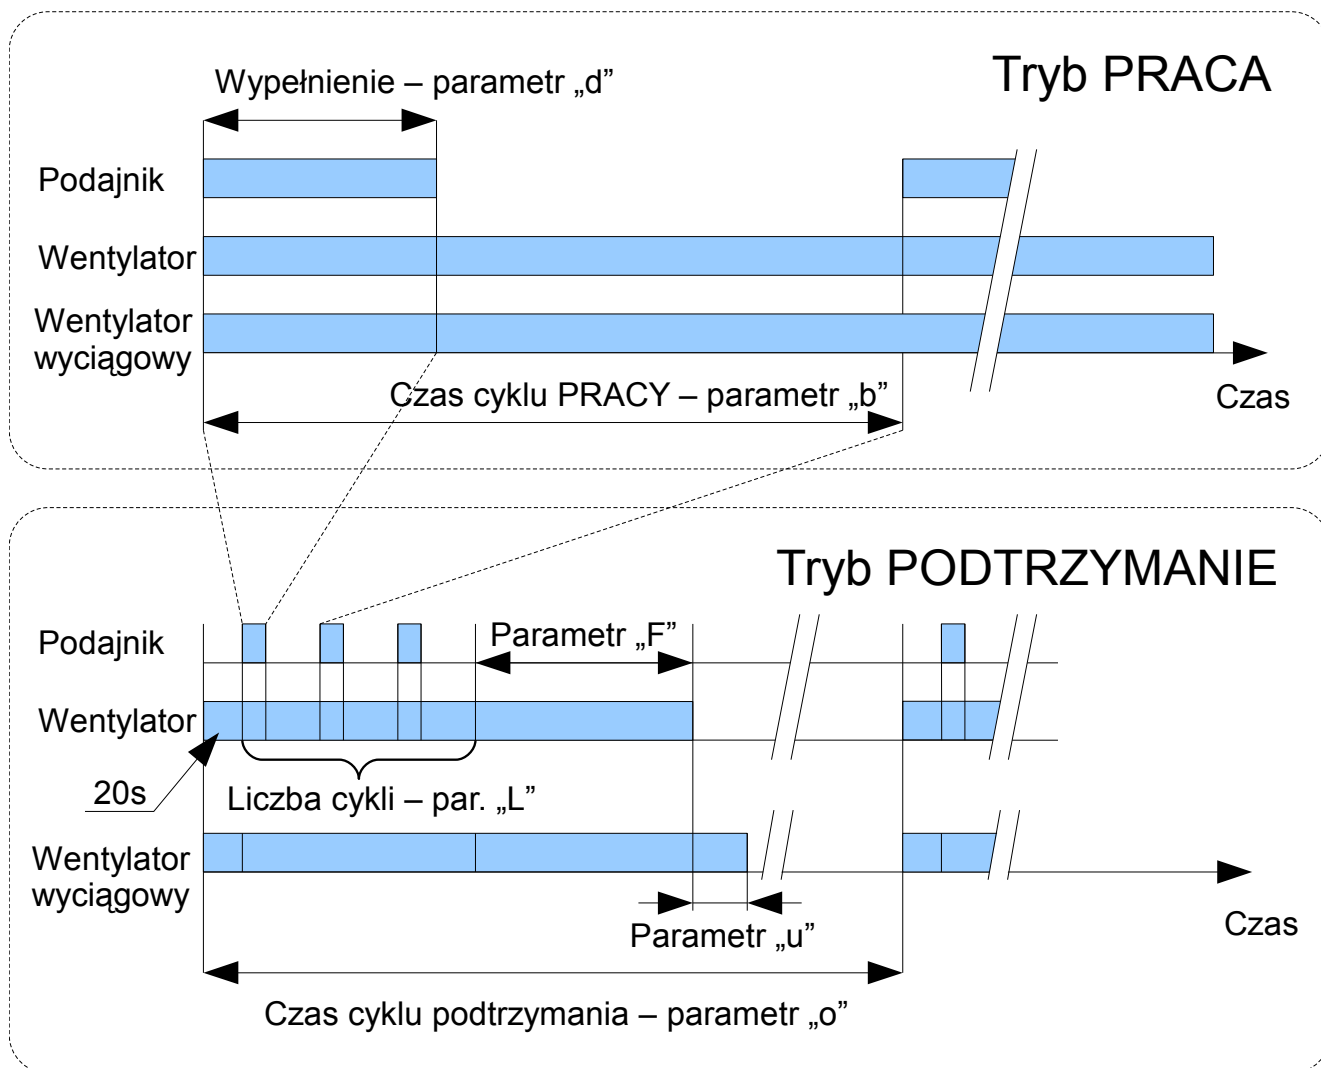 Tryb PRACA
Wypełnienie – parametr „d”
Podajnik
Wentylator
Wentylator
wyciągowy
Czas cyklu PRACY – parametr „b”
Czas
Tryb PODTRZYMANIE
Podajnik
Parametr „F”
Wentylator
20s
Liczba cykli – par. „L”
Wentylator
wyciągowy
Parametr „u”
Czas
Czas cyklu podtrzymania – parametr „o”